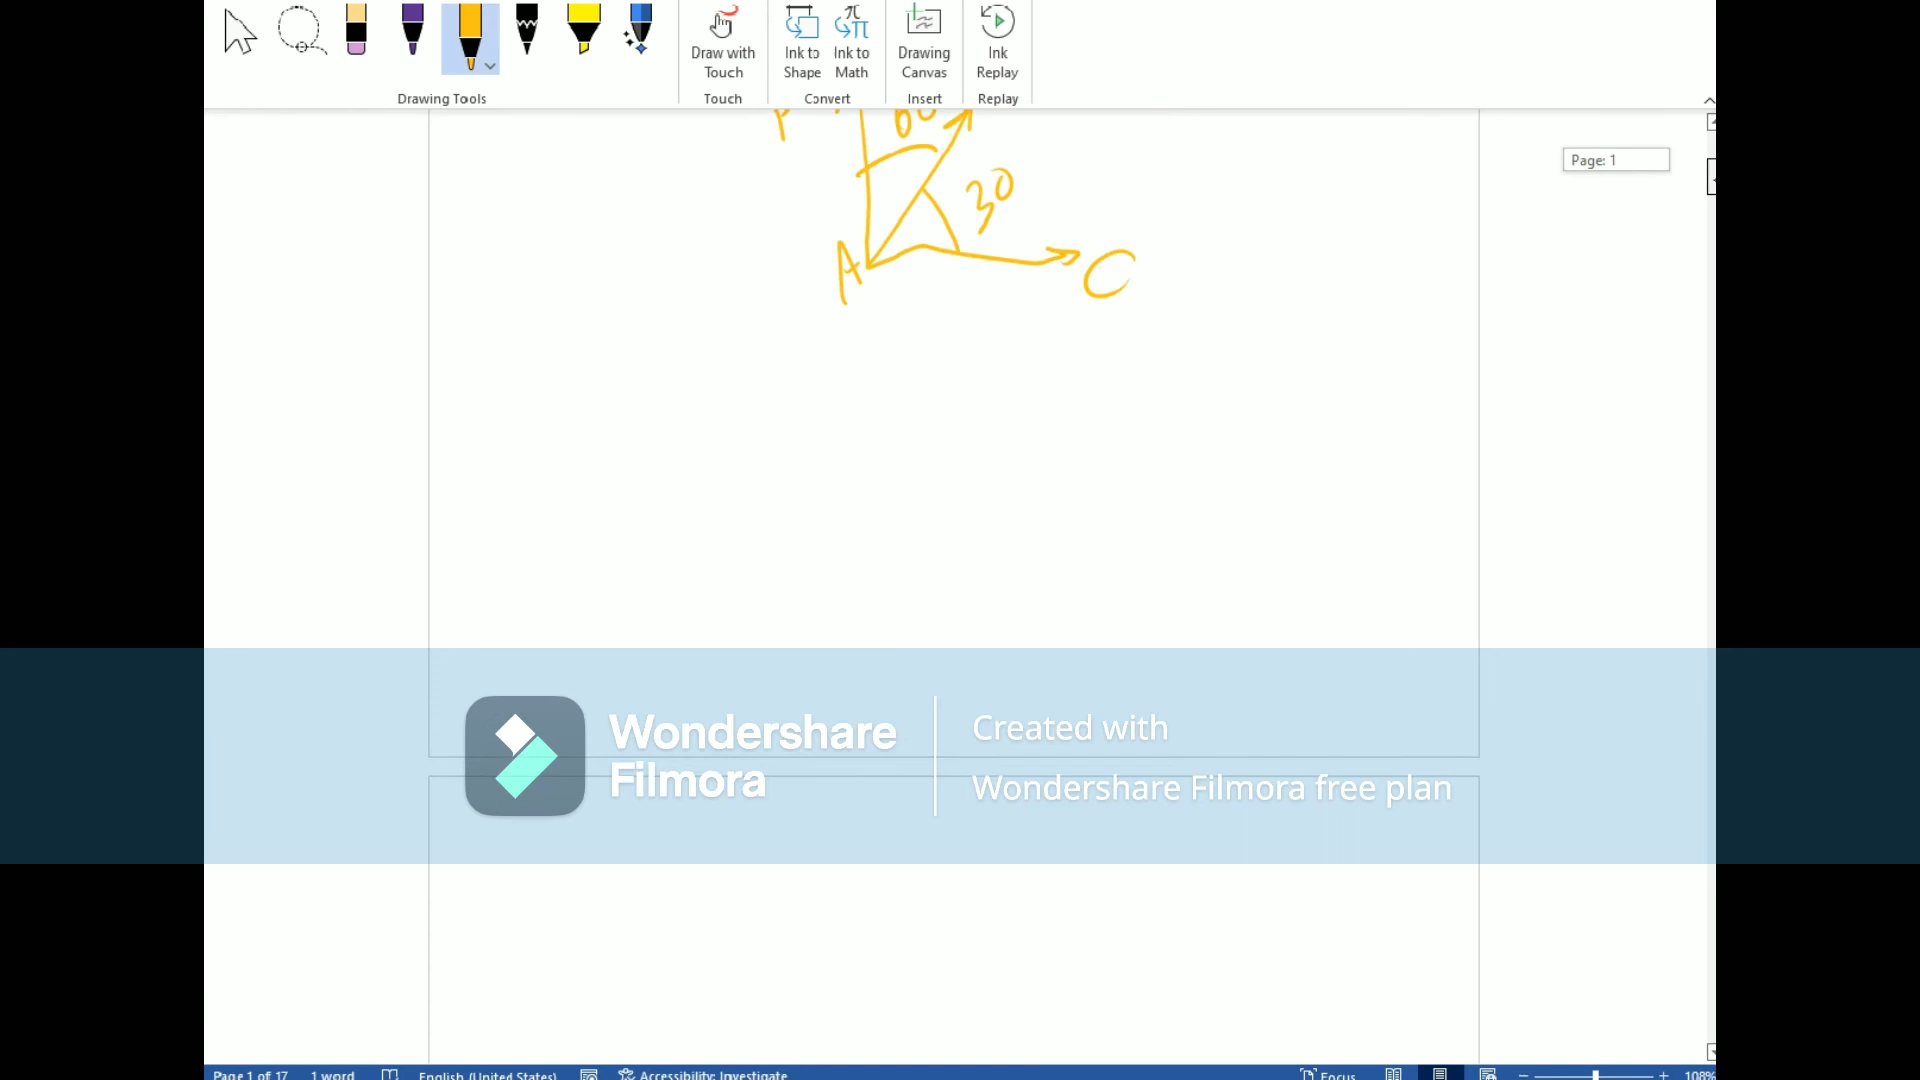 Draw with Touch
Ink to Shape
Ink to Math
Drawing Canvas
Ink Replay
Drawing Tools
Touch
Convert
Insert
Replay
Page: 1
60
30
A
C
Wondershare
Filmora
Created with
Wondershare Filmora free plan
Page 1 of 17
1 word
English (United States)
Accessibility: Investigate
Focus
108%